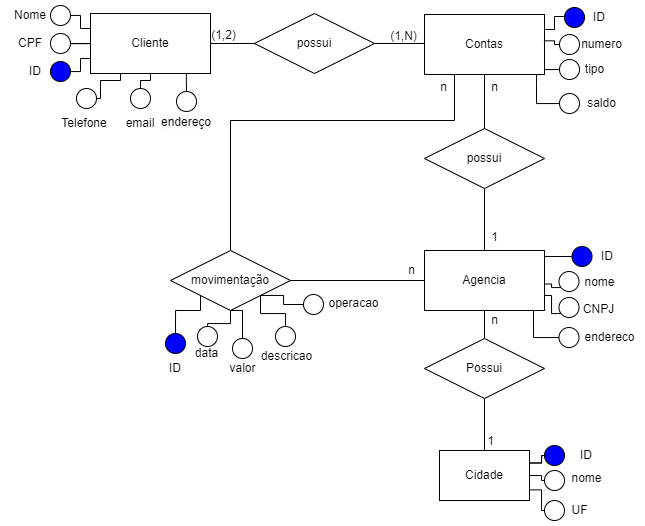 Nome
Cliente
(1,2)
possui
(1,N)
Contas
ID
numero
tipo
saldo
CPF
ID
Telefone
email
endereço
n
n
possui
1
movimentação
n
Agencia
ID
nome
CNPJ
endereco
operacao
ID
data
valor
descricao
n
Possui
1
Cidade
ID
nome
UF